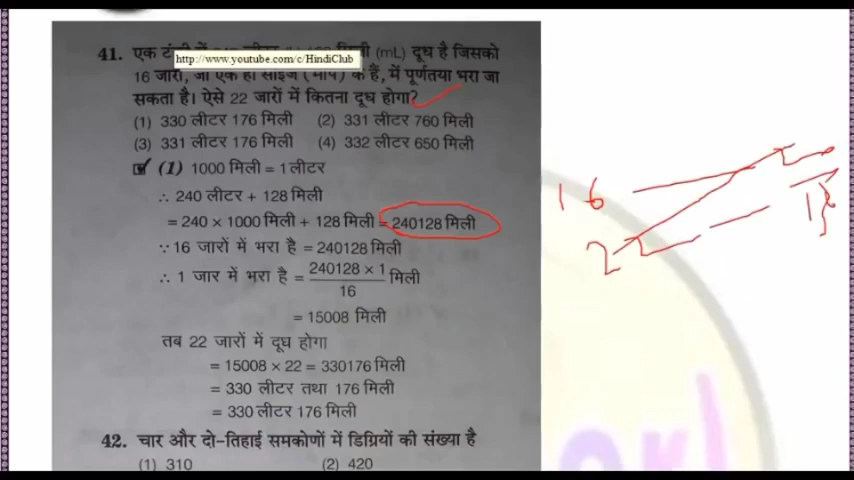 41. एक टंकी में लीटर मिली (mL) दूध है जिसको
http://www.youtube.com/c/HindiClub
16 जारों, जो एक ही साइज (माप) के हैं, में पूर्णतया भरा जा
सकता है। ऐसे 22 जारों में कितना दूध होगा?
(1) 330 लीटर 176 मिली (2) 331 लीटर 760 मिली
(3) 331 लीटर 176 मिली (4) 332 लीटर 650 मिली
(1) 1000 मिली = 1 लीटर
∴ 240 लीटर + 128 मिली
= 240 × 1000 मिली + 128 मिली = 240128 मिली
∵ 16 जारों में भरा है = 240128 मिली
∴ 1 जार में भरा है = 240128 × 1 / 16 मिली
= 15008 मिली
तब 22 जारों में दूध होगा
= 15008 × 22 = 330176 मिली
= 330 लीटर तथा 176 मिली
= 330 लीटर 176 मिली
42. चार और दो-तिहाई समकोणों में डिग्रियों की संख्या है
(1) 310 (2) 420
16